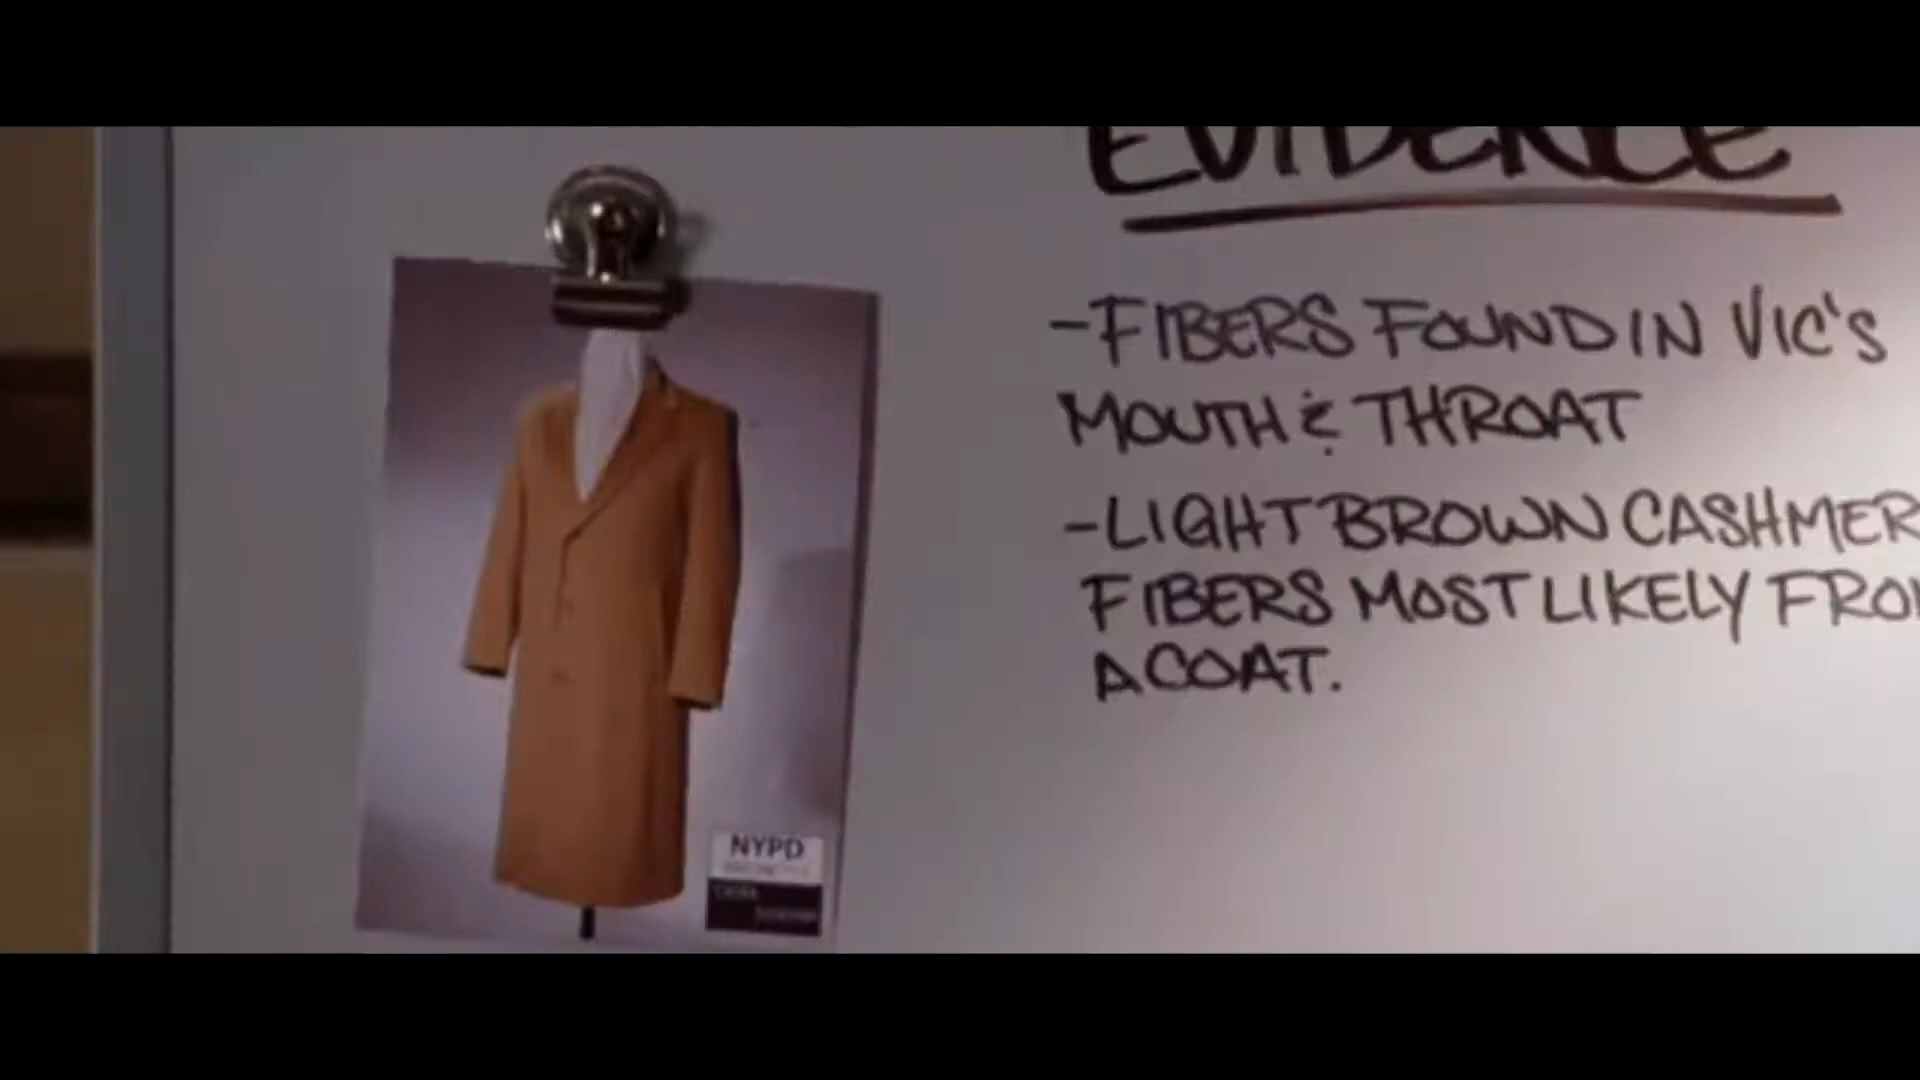 EVIDENCE
-FIBERS FOUND IN VIC'S
MOUTH & THROAT
-LIGHT BROWN CASHMER
FIBERS MOST LIKELY FRO
A COAT.
NYPD